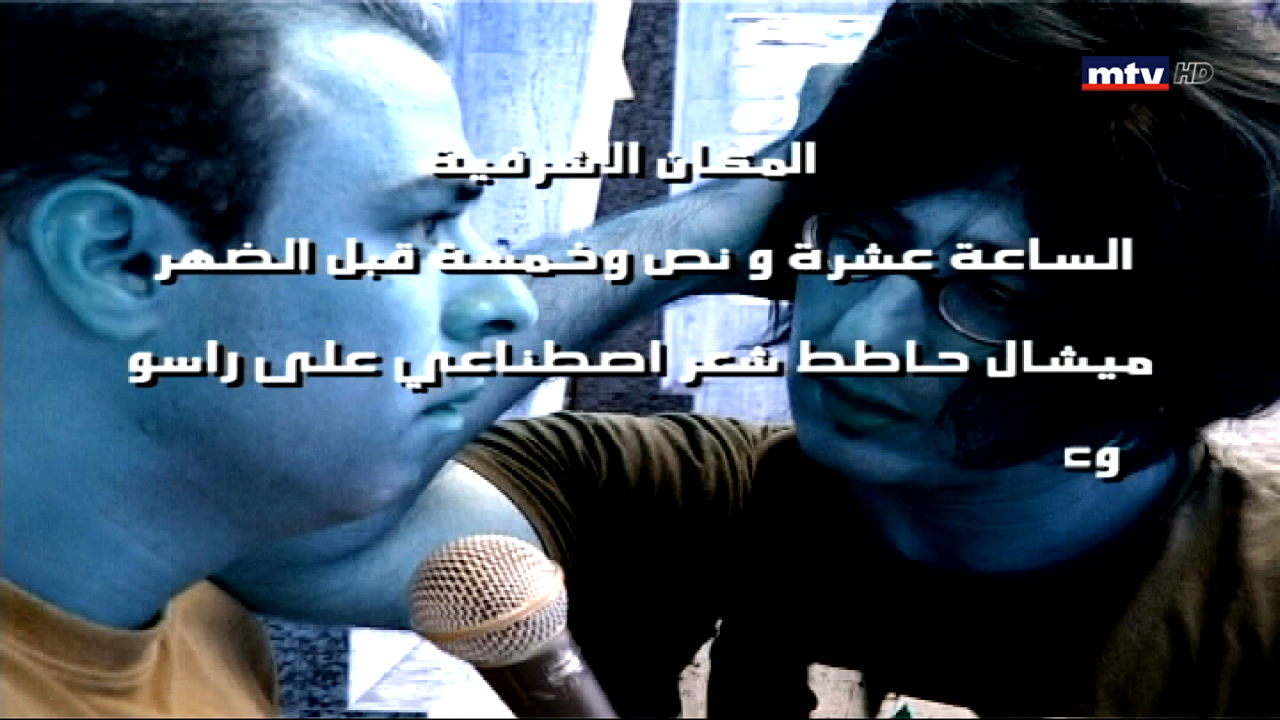 mtv HD
المكان الاشرفية
الساعة عشرة و نص وخمسة قبل الضهر
ميشال حاطط شعر اصطناعي على راسو
وء